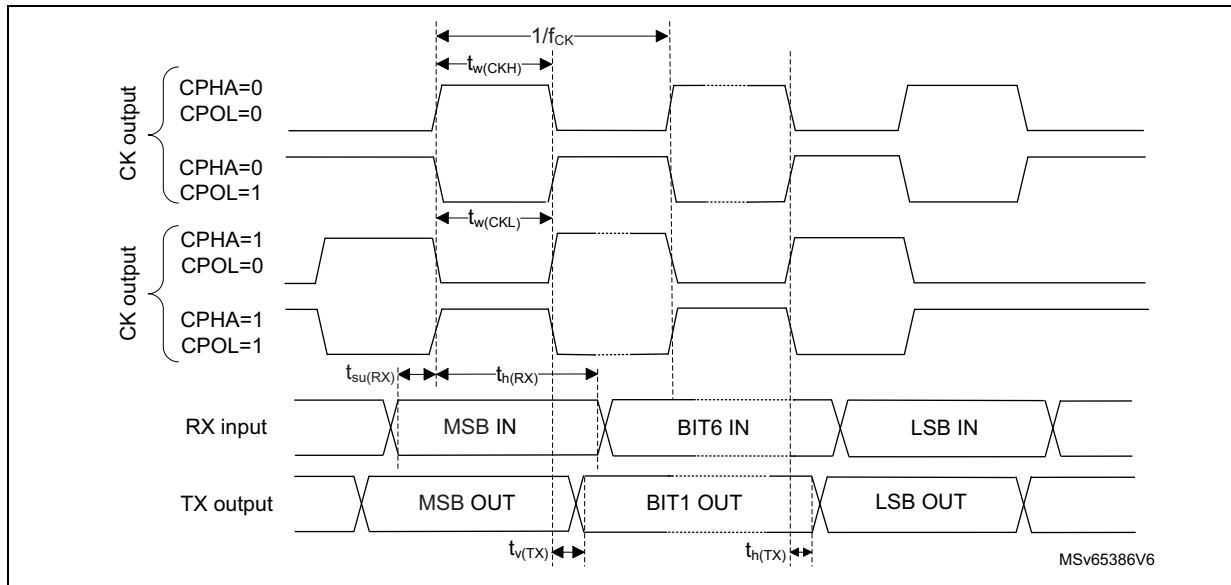 1/fCK
tw(CKH)
CK output
CPHA=0
CPOL=0
CPHA=0
CPOL=1
tw(CKL)
CK output
CPHA=1
CPOL=0
CPHA=1
CPOL=1
tsu(RX)
th(RX)
RX input
MSB IN
BIT6 IN
LSB IN
TX output
MSB OUT
BIT1 OUT
LSB OUT
tv(TX)
th(TX)
MSv65386V6